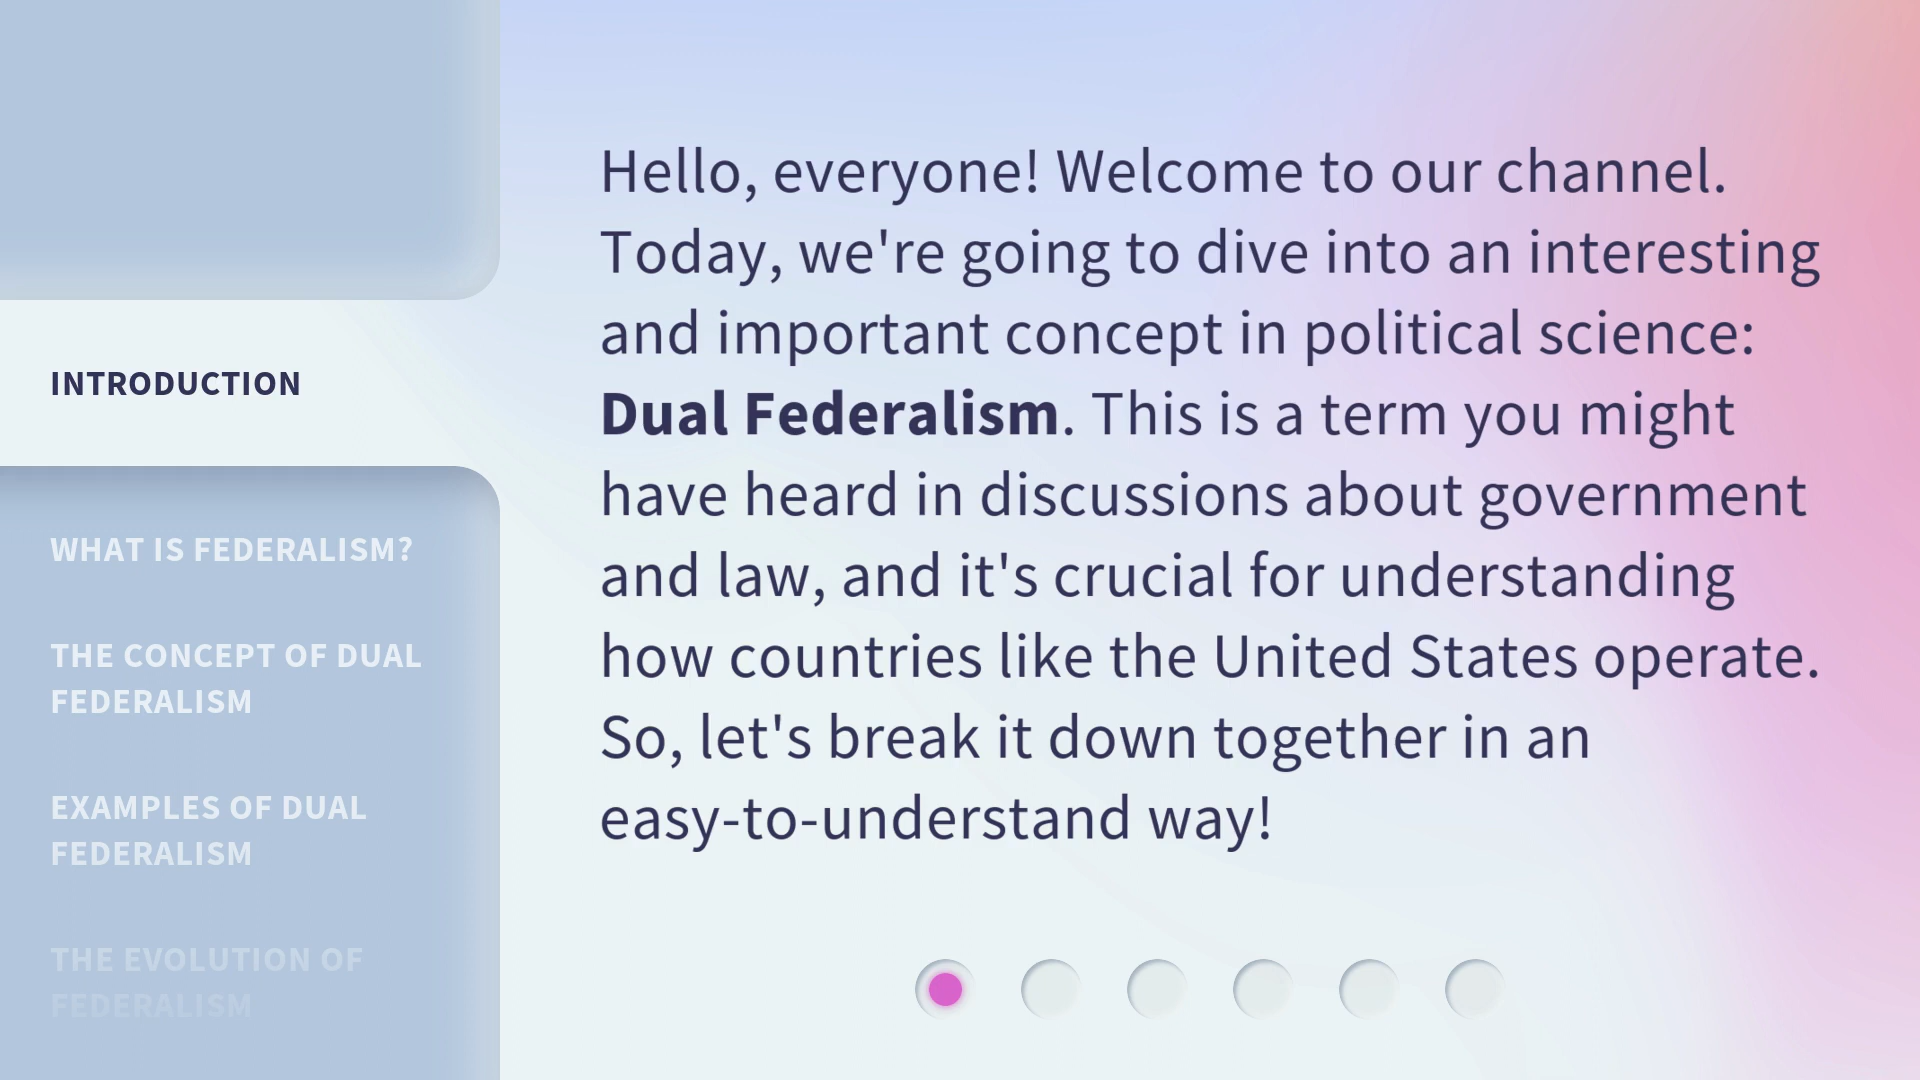 INTRODUCTION
WHAT IS FEDERALISM?
THE CONCEPT OF DUAL
FEDERALISM
EXAMPLES OF DUAL
FEDERALISM
THE EVOLUTION OF
FEDERALISM
Hello, everyone! Welcome to our channel.
Today, we're going to dive into an interesting
and important concept in political science:
Dual Federalism. This is a term you might
have heard in discussions about government
and law, and it's crucial for understanding
how countries like the United States operate.
So, let's break it down together in an
easy-to-understand way!